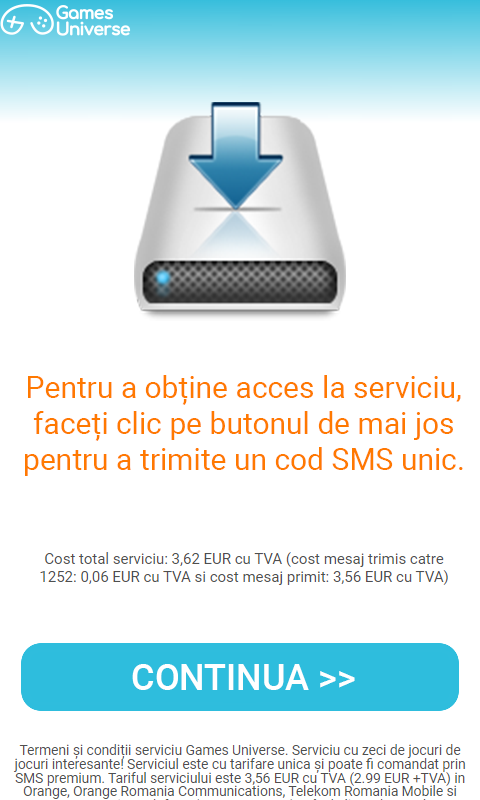 Games
Universe
Pentru a obține acces la serviciu,
faceți clic pe butonul de mai jos
pentru a trimite un cod SMS unic.
Cost total serviciu: 3,62 EUR cu TVA (cost mesaj trimis catre
1252: 0,06 EUR cu TVA si cost mesaj primit: 3,56 EUR cu TVA)
CONTINUA >>
Termeni și condiții serviciu Games Universe. Serviciu cu zeci de jocuri de
jocuri interesante! Serviciul este cu tarifare unica și poate fi comandat prin
SMS premium. Tariful serviciului este 3,56 EUR cu TVA (2.99 EUR +TVA) in
Orange, Orange Romania Communications, Telekom Romania Mobile si